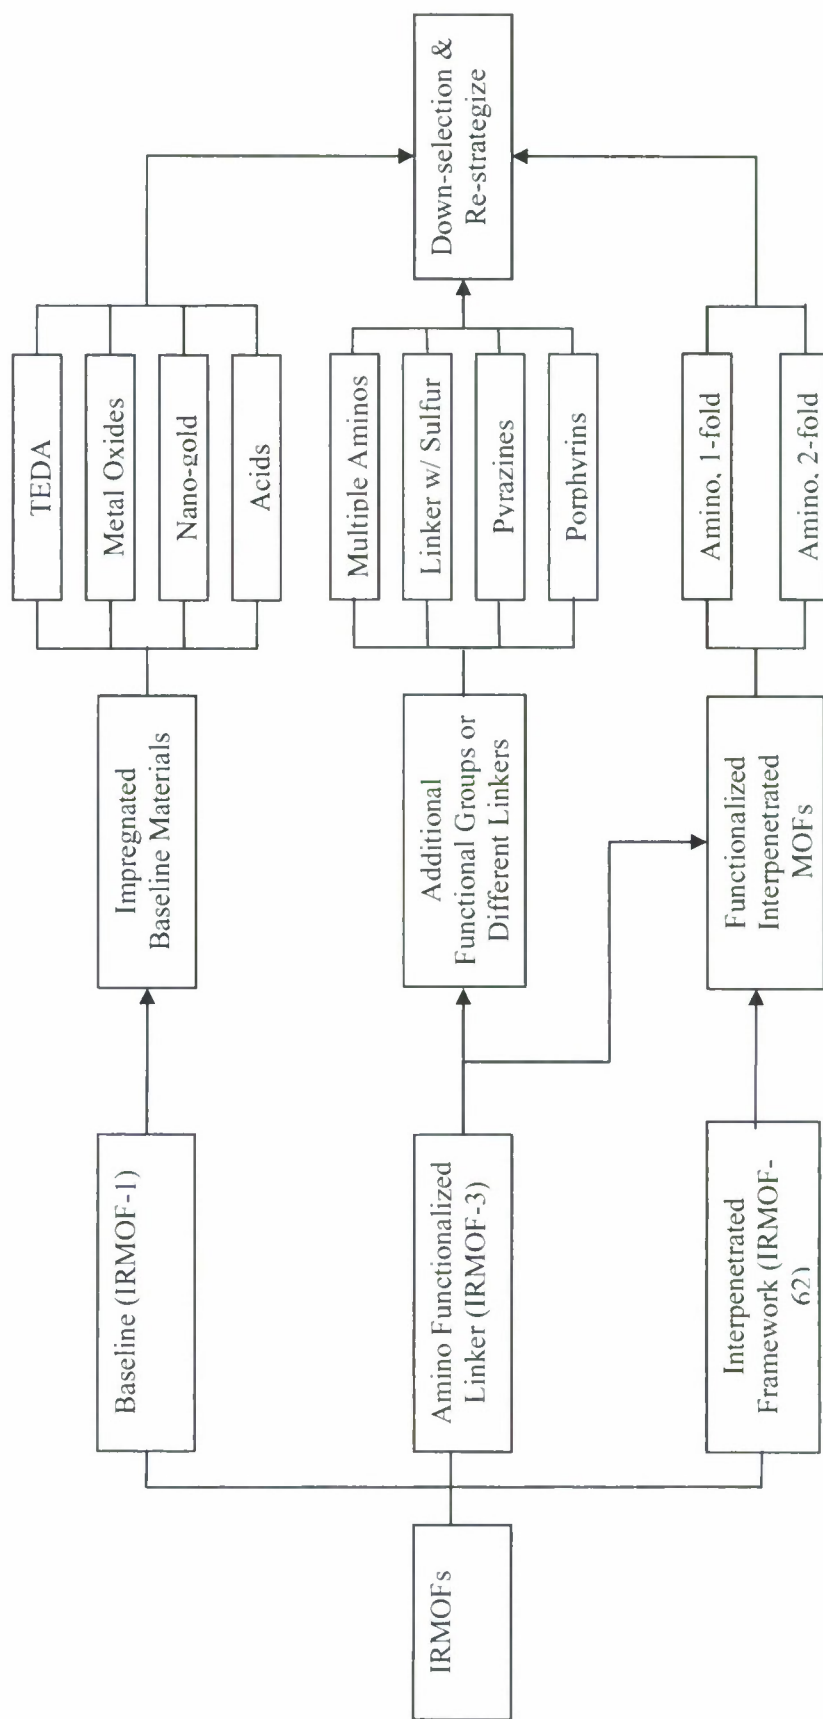 IRMOFs
Baseline (IRMOF-1)
Amino Functionalized
Linker (IRMOF-3)
Interpenetrated
Framework (IRMOF-
62)
Impregnated
Baseline Materials
Additional
Functional Groups or
Different Linkers
Functionalized
Interpenetrated
MOFs
TEDA
Metal Oxides
Nano-gold
Acids
Multiple Aminos
Linker w/ Sulfur
Pyrazines
Porphyrins
Amino, 1-fold
Amino, 2-fold
Down-selection &
Re-strategize